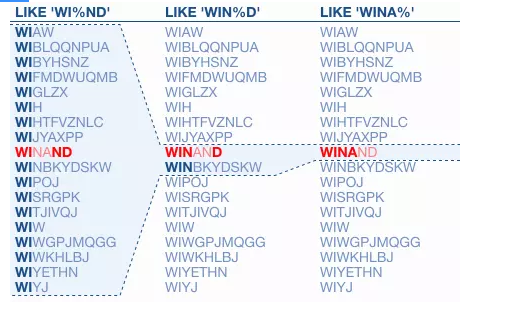 LIKE 'WI%ND' LIKE 'WIN%D' LIKE 'WINA%'
WIAW WIAW WIAW
WIBLQQNPUA WIBLQQNPUA WIBLQQNPUA
WIBYHSNZ WIBYHSNZ WIBYHSNZ
WIFMDWUQMB WIFMDWUQMB WIFMDWUQMB
WIGLZX WIGLZX WIGLZX
WIH WIH WIH
WIHTFVZNLC WIHTFVZNLC WIHTFVZNLC
WIJYAXPP WIJYAXPP WIJYAXPP
WINAND WINAND WINAND
WINBKYDSKW WINBKYDSKW WINBKYDSKW
WIPOJ WIPOJ WIPOJ
WISRGPK WISRGPK WISRGPK
WITJIVQJ WITJIVQJ WITJIVQJ
WIW WIW WIW
WIWGPJMQGG WIWGPJMQGG WIWGPJMQGG
WIWKHLBJ WIWKHLBJ WIWKHLBJ
WIYETHN WIYETHN WIYETHN
WIYJ WIYJ WIYJ